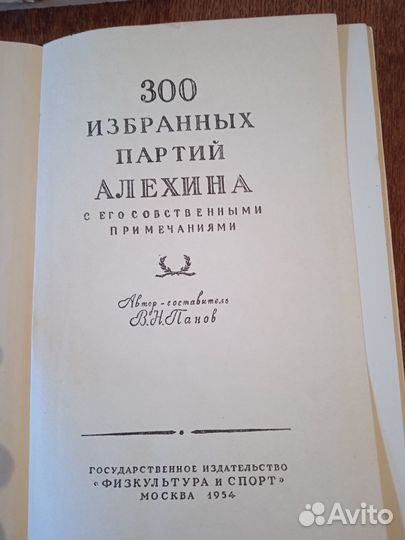 300
ИЗБРАННЫХ
ПАРТИЙ
АЛЕХИНА
С ЕГО СОБСТВЕННЫМИ
ПРИМЕЧАНИЯМИ
Автор-составитель
В.Н.Панов
ГОСУДАРСТВЕННОЕ ИЗДАТЕЛЬСТВО
«ФИЗКУЛЬТУРА И СПОРТ»
МОСКВА 1954
Avito